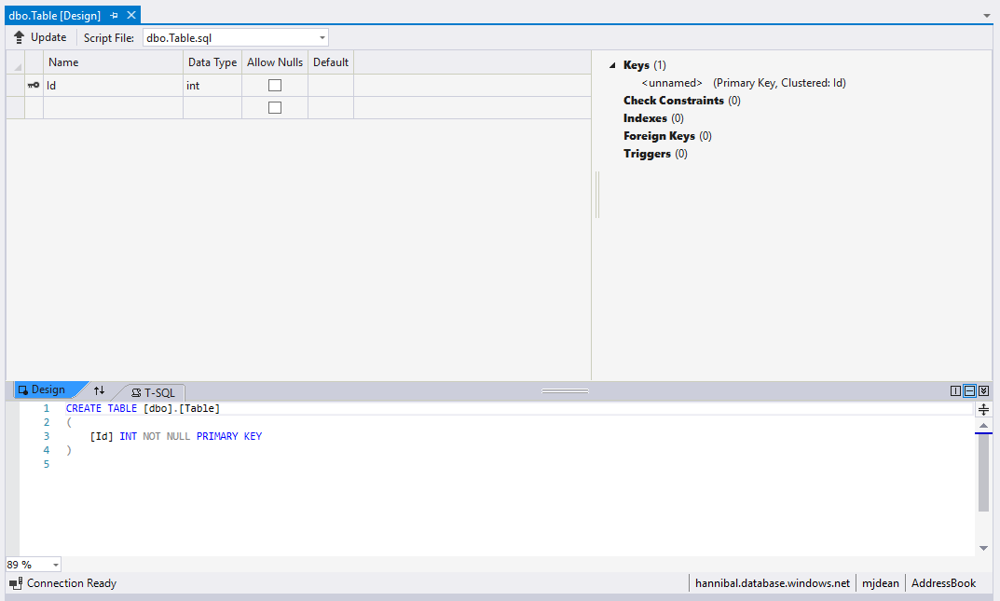 dbo.Table [Design]
Update Script File: dbo.Table.sql
Name Data Type Allow Nulls Default
Id int
Keys (1)
<unnamed> (Primary Key, Clustered: Id)
Check Constraints (0)
Indexes (0)
Foreign Keys (0)
Triggers (0)
Design T-SQL
1 CREATE TABLE [dbo].[Table]
2 (
3 [Id] INT NOT NULL PRIMARY KEY
4 )
5
89 %
Connection Ready hannibal.database.windows.net mjdean AddressBook